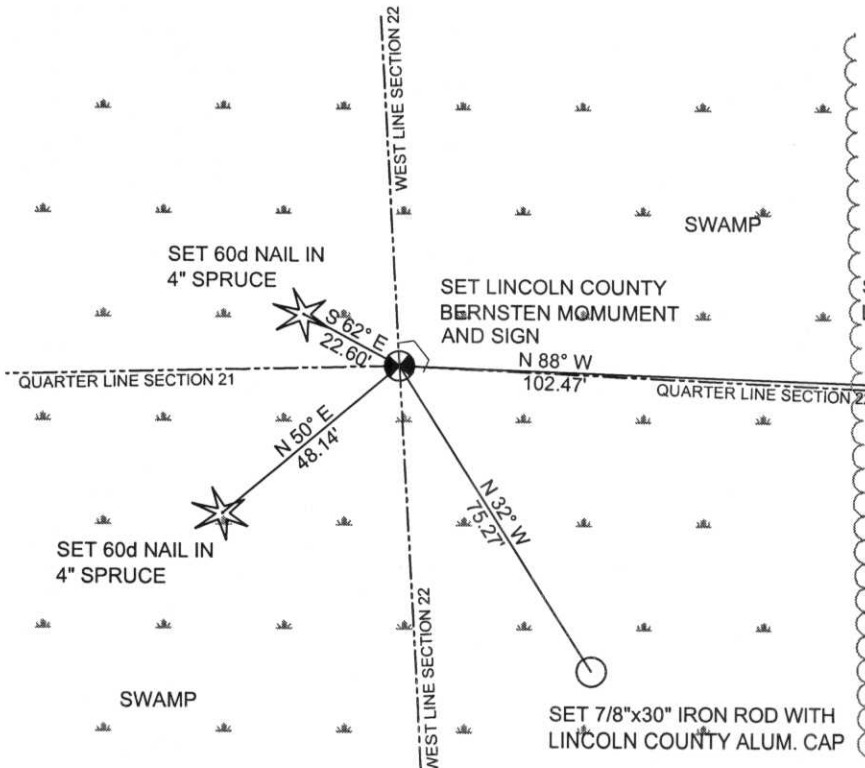 WEST LINE SECTION 22
SWAMP
SET 60d NAIL IN
4" SPRUCE
SET LINCOLN COUNTY
BERNSTEN MOMUMENT
AND SIGN
S 62° E
22.60'
N 88° W
102.47'
QUARTER LINE SECTION 21
QUARTER LINE SECTION 2
N 50° E
48.14'
N 32° W
75.27'
SET 60d NAIL IN
4" SPRUCE
WEST LINE SECTION 22
SWAMP
SET 7/8"x30" IRON ROD WITH
LINCOLN COUNTY ALUM. CAP